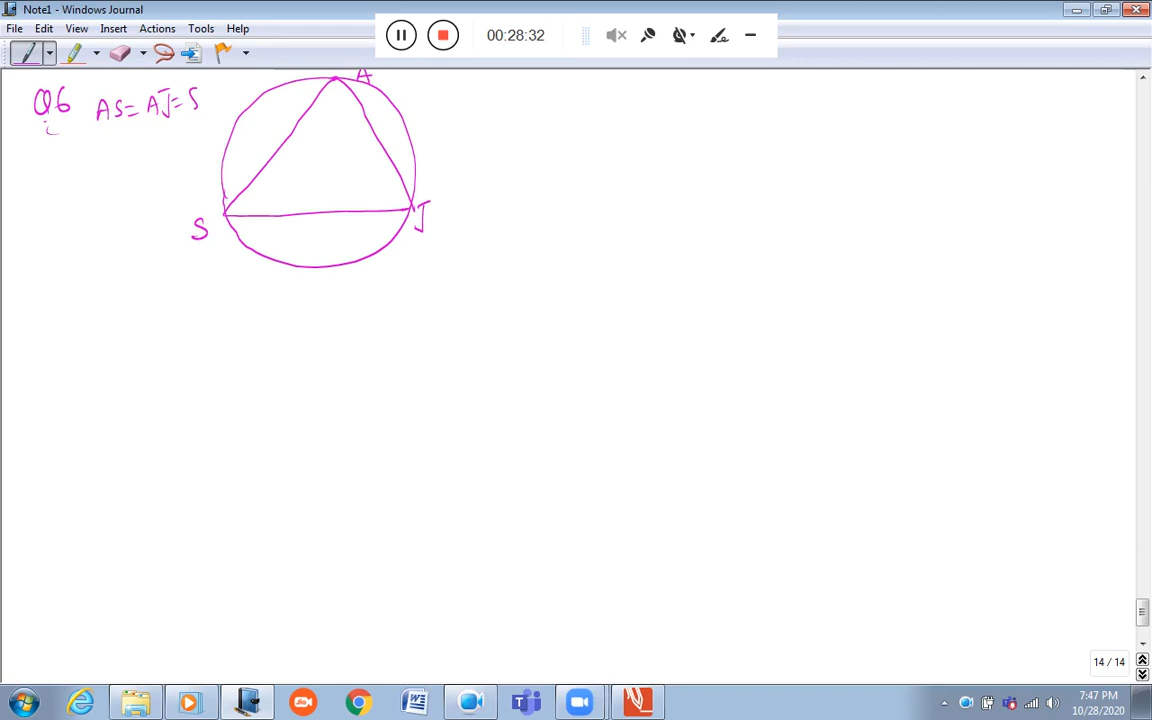 Note1 - Windows Journal
File Edit View Insert Actions Tools Help
00:28:32
A
Q6 AS= AJ= S
S
J
14 / 14
7:47 PM
10/28/2020